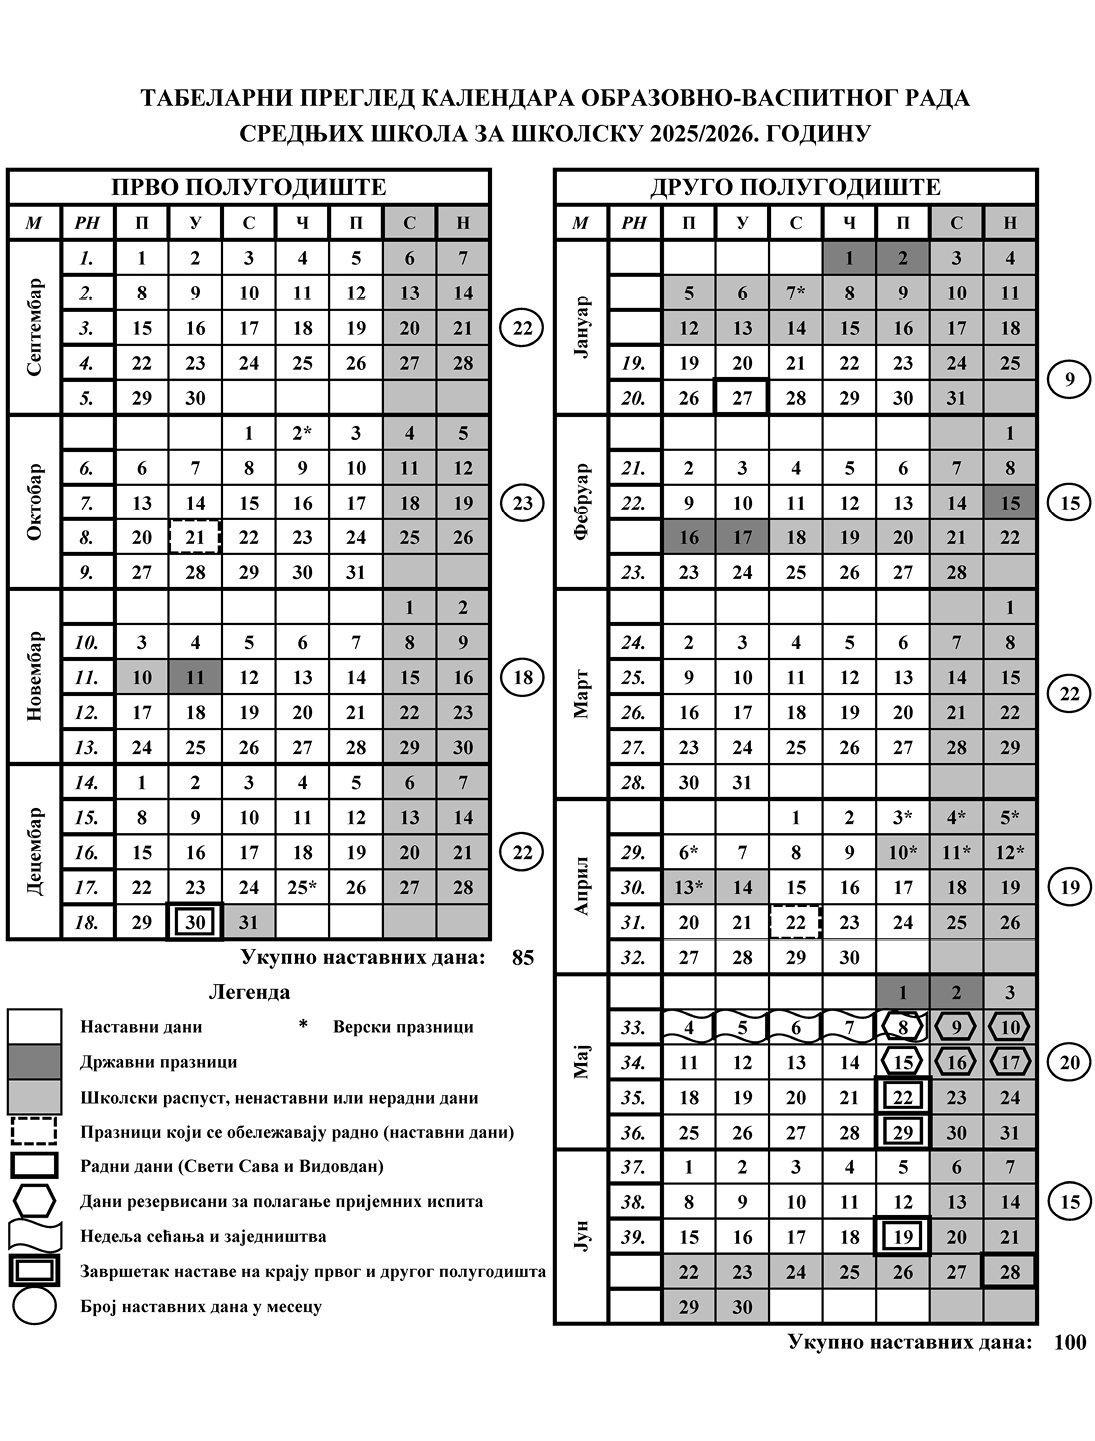 ТАБЕЛАРНИ ПРЕГЛЕД КАЛЕНДАРА ОБРАЗОВНО-ВАСПИТНОГ РАДА
СРЕДЊИХ ШКОЛА ЗА ШКОЛСКУ 2025/2026. ГОДИНУ
ПРВО ПОЛУГОДИШТЕ
М РН П У С Ч П С Н
Септембар
1. 1 2 3 4 5 6 7
2. 8 9 10 11 12 13 14
3. 15 16 17 18 19 20 21 22
4. 22 23 24 25 26 27 28
5. 29 30
Октобар
1 2* 3 4 5
6. 6 7 8 9 10 11 12
7. 13 14 15 16 17 18 19 23
8. 20 21 22 23 24 25 26
9. 27 28 29 30 31
Новембар
1 2
10. 3 4 5 6 7 8 9
11. 10 11 12 13 14 15 16 18
12. 17 18 19 20 21 22 23
13. 24 25 26 27 28 29 30
Децембар
14. 1 2 3 4 5 6 7
15. 8 9 10 11 12 13 14
16. 15 16 17 18 19 20 21 22
17. 22 23 24 25* 26 27 28
18. 29 30 31
Укупно наставних дана: 85
Легенда
Наставни дани * Верски празници
Државни празници
Школски распуст, ненаставни или нерадни дани
Празници који се обележавају радно (наставни дани)
Радни дани (Свети Сава и Видовдан)
Дани резервисани за полагање пријемних испита
Недеља сећања и заједништва
Завршетак наставе на крају првог и другог полугодишта
Број наставних дана у месецу
ДРУГО ПОЛУГОДИШТЕ
М РН П У С Ч П С Н
Јануар
1 2 3 4
5 6 7* 8 9 10 11
12 13 14 15 16 17 18
19. 19 20 21 22 23 24 25
9
20. 26 27 28 29 30 31
Фебруар
1
21. 2 3 4 5 6 7 8
22. 9 10 11 12 13 14 15 15
16 17 18 19 20 21 22
23. 23 24 25 26 27 28
Март
1
24. 2 3 4 5 6 7 8
25. 9 10 11 12 13 14 15
22
26. 16 17 18 19 20 21 22
27. 23 24 25 26 27 28 29
28. 30 31
Април
1 2 3* 4* 5*
29. 6* 7 8 9 10* 11* 12*
30. 13* 14 15 16 17 18 19 19
31. 20 21 22 23 24 25 26
32. 27 28 29 30
Мај
1 2 3
33. 4 5 6 7 8 9 10
34. 11 12 13 14 15 16 17 20
35. 18 19 20 21 22 23 24
36. 25 26 27 28 29 30 31
Јун
37. 1 2 3 4 5 6 7
38. 8 9 10 11 12 13 14 15
39. 15 16 17 18 19 20 21
22 23 24 25 26 27 28
29 30
Укупно наставних дана: 100